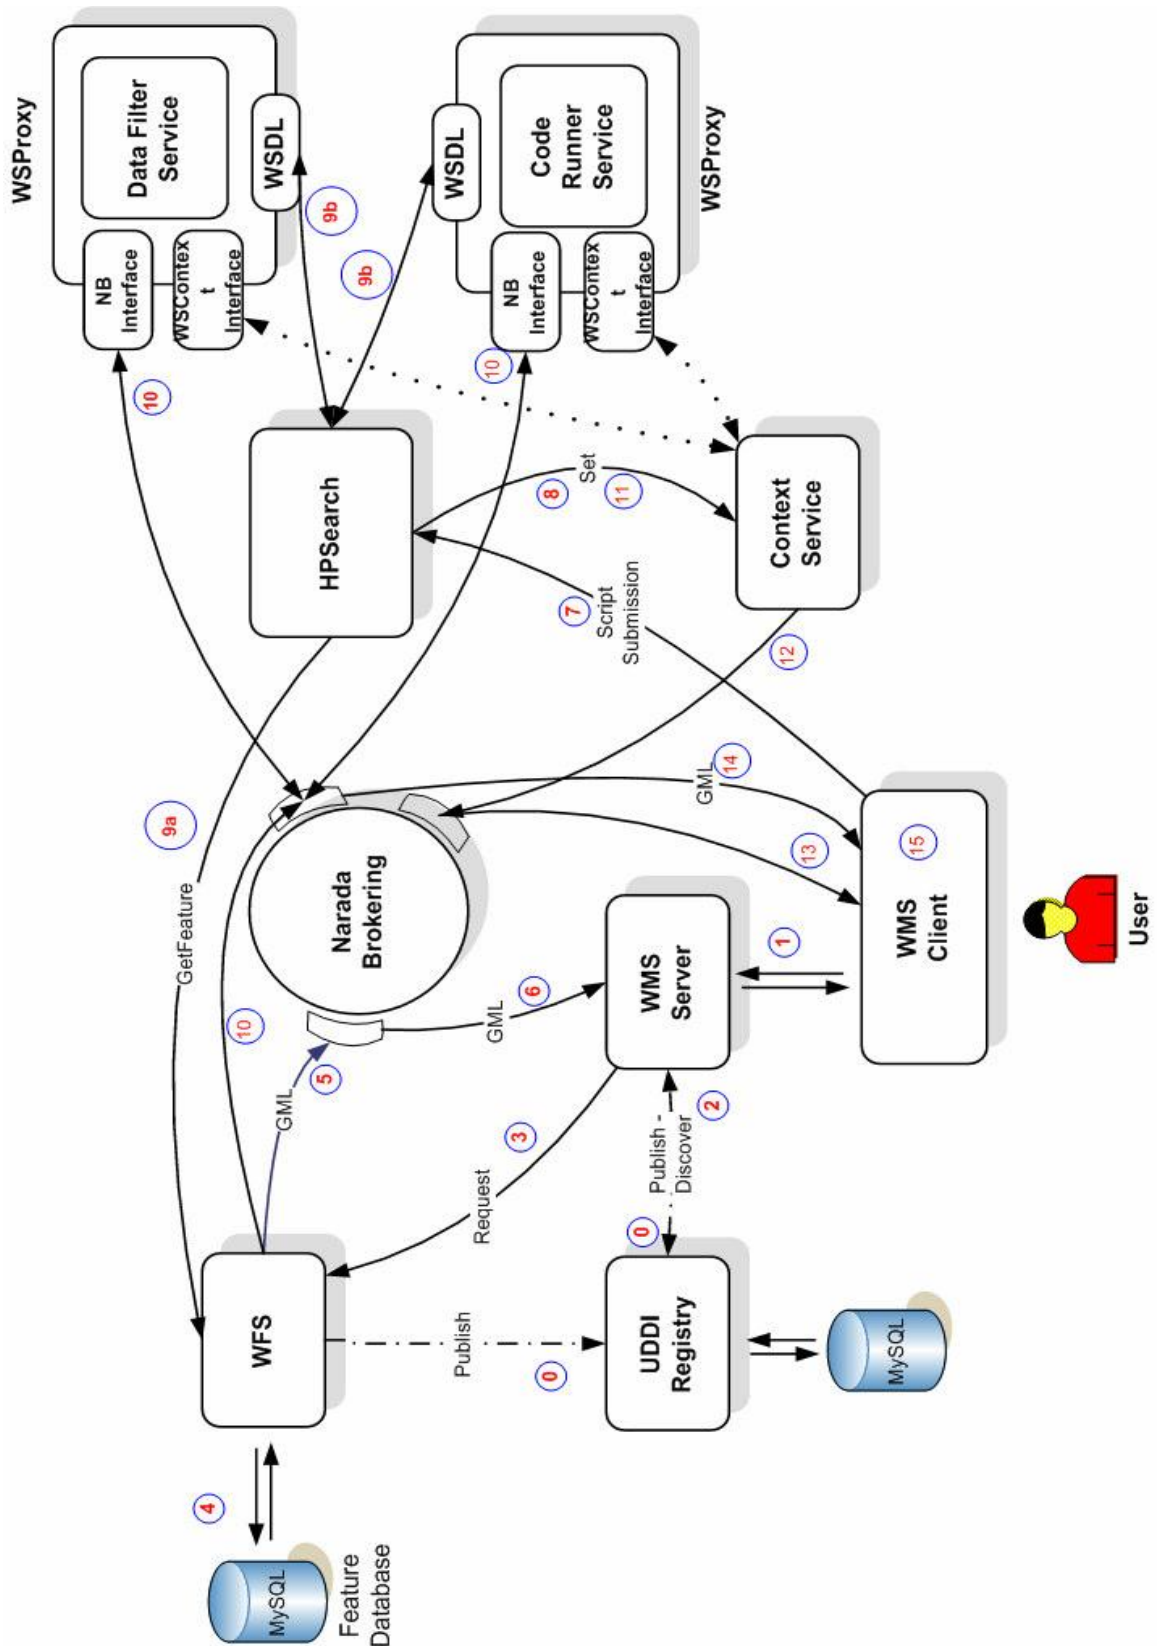 WSProxy
Data Filter
Service
NB
Interface
WSContex
t
Interface
WSDL
10
9b
9b
9a
GetFeature
4
MySQL
Feature
Database
WFS
10
GML
5
Narada
Brokering
HPSearch
WSDL
Code
Runner
Service
NB
Interface
WSContex
t
Interface
WSProxy
10
GML
6
Request
3
Publish
0
8
Set
11
7
Script
Submission
0
Publish -
Discover
2
UDDI
Registry
WMS
Server
GML
14
12
Context
Service
1
13
MySQL
WMS
Client
15
User